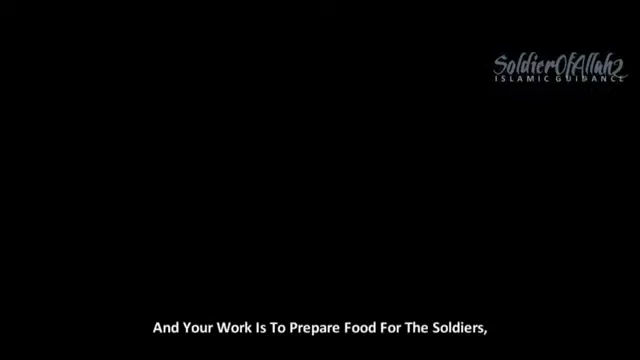 SoldierOfAllah2
ISLAMIC GUIDANCE
And Your Work Is To Prepare Food For The Soldiers,